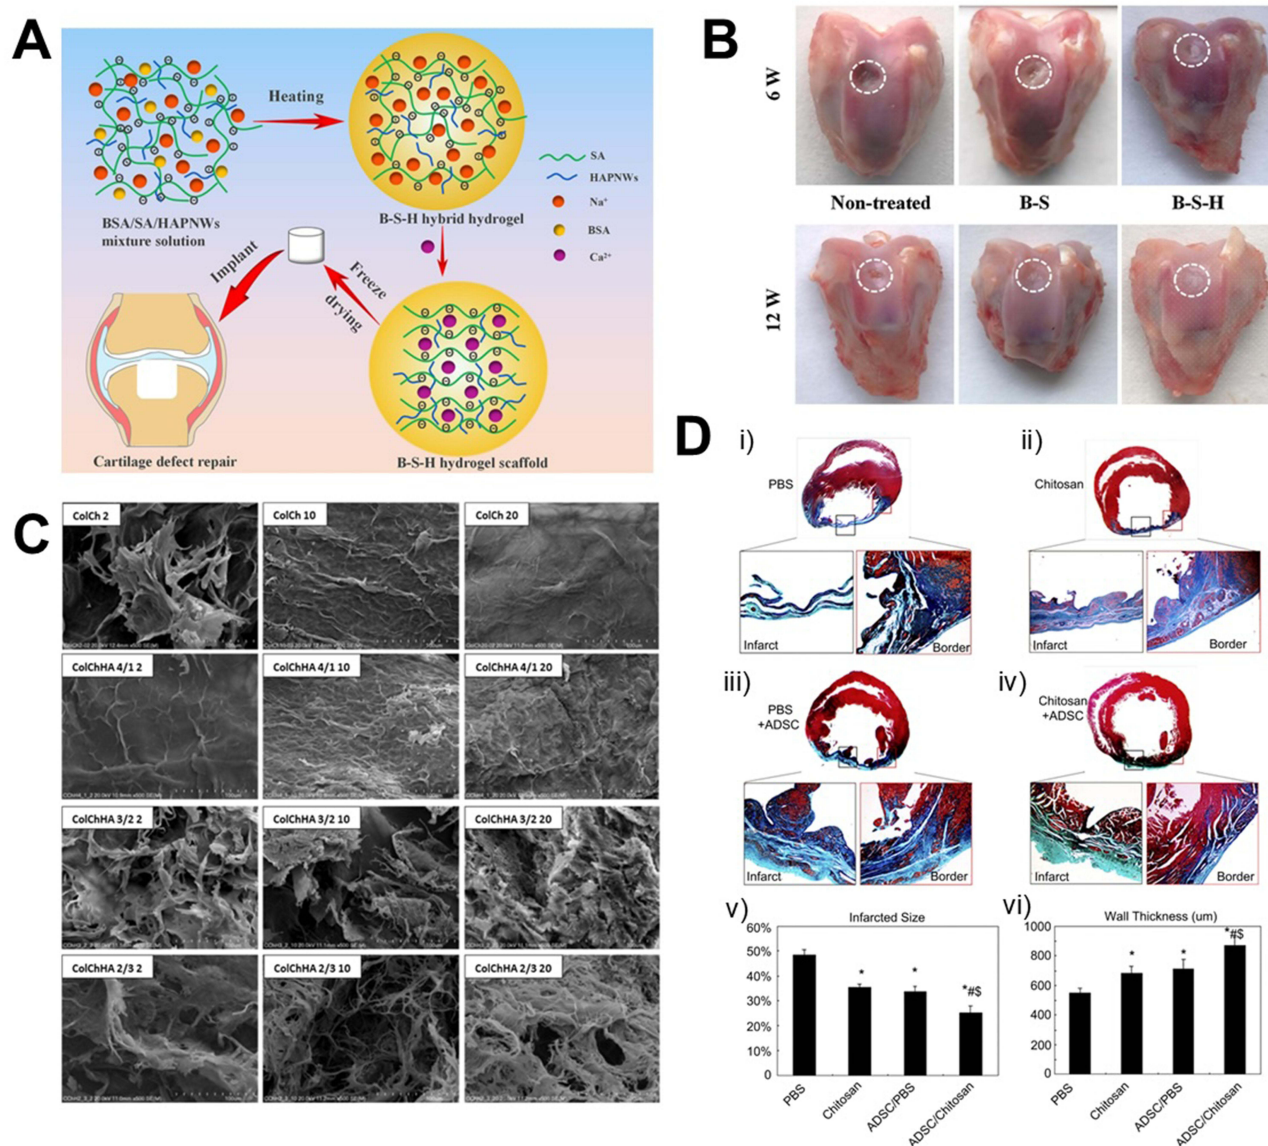 A
Heating
BSA/SA/HAPNWs
mixture solution
B-S-H hybrid hydrogel
SA
HAPNWs
Na⁺
BSA
Ca²⁺
Implant
Freeze
drying
Cartilage defect repair
B-S-H hydrogel scaffold
B
6 W
Non-treated
B-S
B-S-H
12 W
C
ColCh 2
ColCh 10
ColCh 20
ColChHA 4/1 2
ColChHA 4/1 10
ColChHA 4/1 20
ColChHA 3/2 2
ColChHA 3/2 10
ColChHA 3/2 20
ColChHA 2/3 2
ColChHA 2/3 10
ColChHA 2/3 20
D
i)
PBS
Infarct
Border
ii)
Chitosan
Infarct
Border
iii)
PBS
+ADSC
Infarct
Border
iv)
Chitosan
+ADSC
Infarct
Border
v)
Infarcted Size
60%
50%
40%
30%
20%
10%
0
*
*
*#$
PBS
Chitosan
ADSC/PBS
ADSC/Chitosan
vi)
Wall Thickness (um)
1000
800
600
400
200
0
*
*
*#$
PBS
Chitosan
ADSC/PBS
ADSC/Chitosan